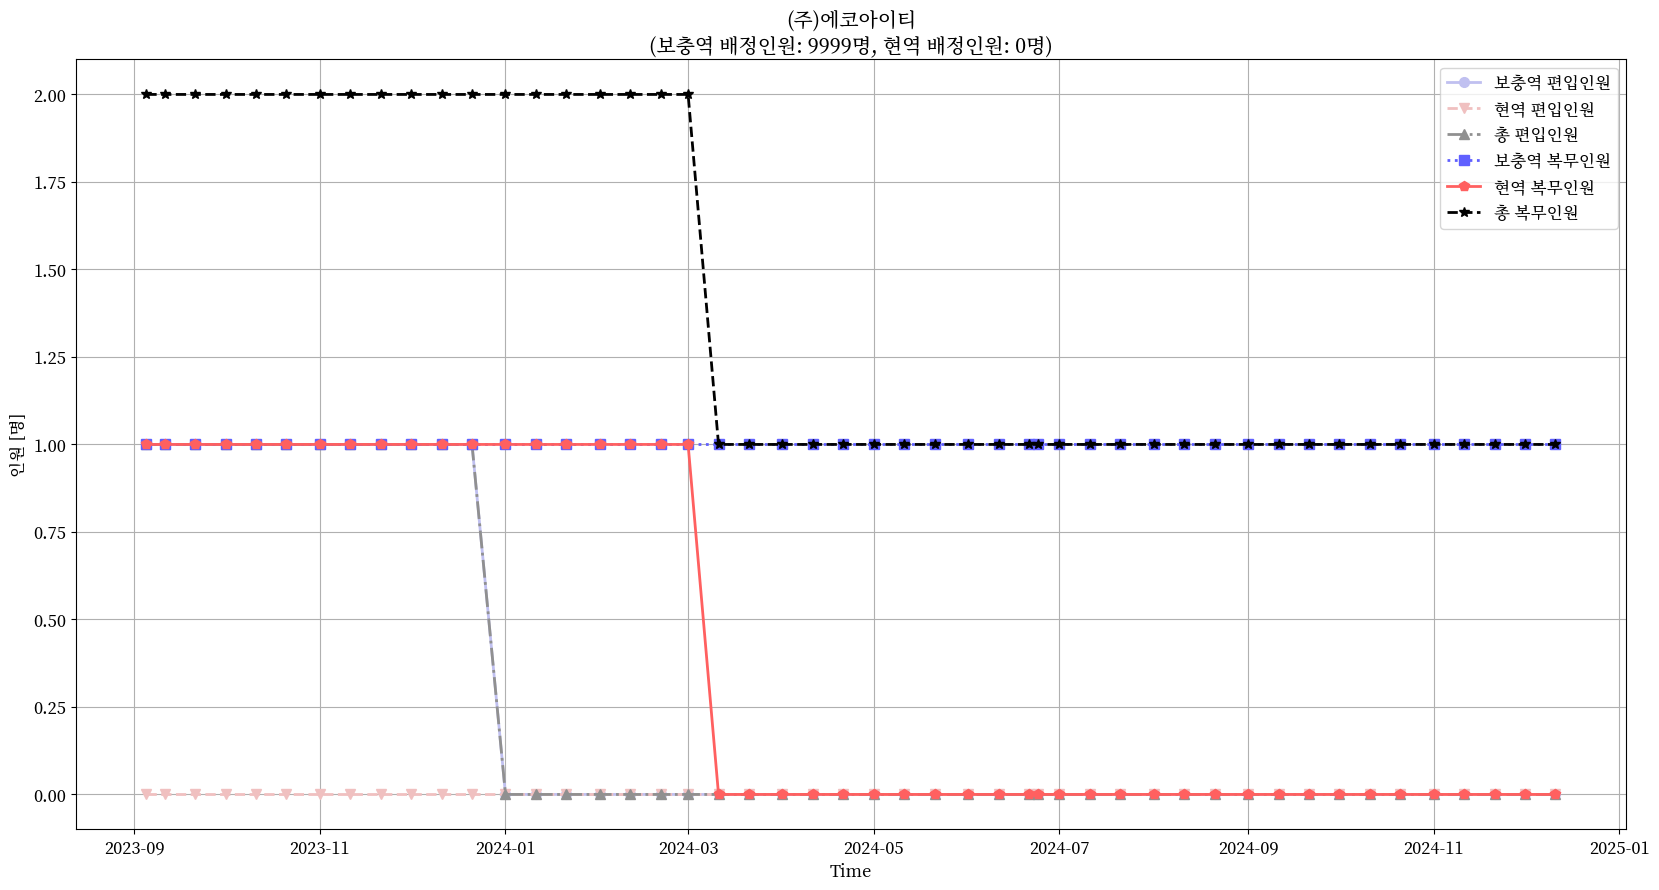 (주)에코아이티
(보충역 배정인원: 9999명, 현역 배정인원: 0명)
보충역 편입인원
현역 편입인원
총 편입인원
보충역 복무인원
현역 복무인원
총 복무인원
인원 [명]
2.00
1.75
1.50
1.25
1.00
0.75
0.50
0.25
0.00
2023-09
2023-11
2024-01
2024-03
2024-05
2024-07
2024-09
2024-11
2025-01
Time